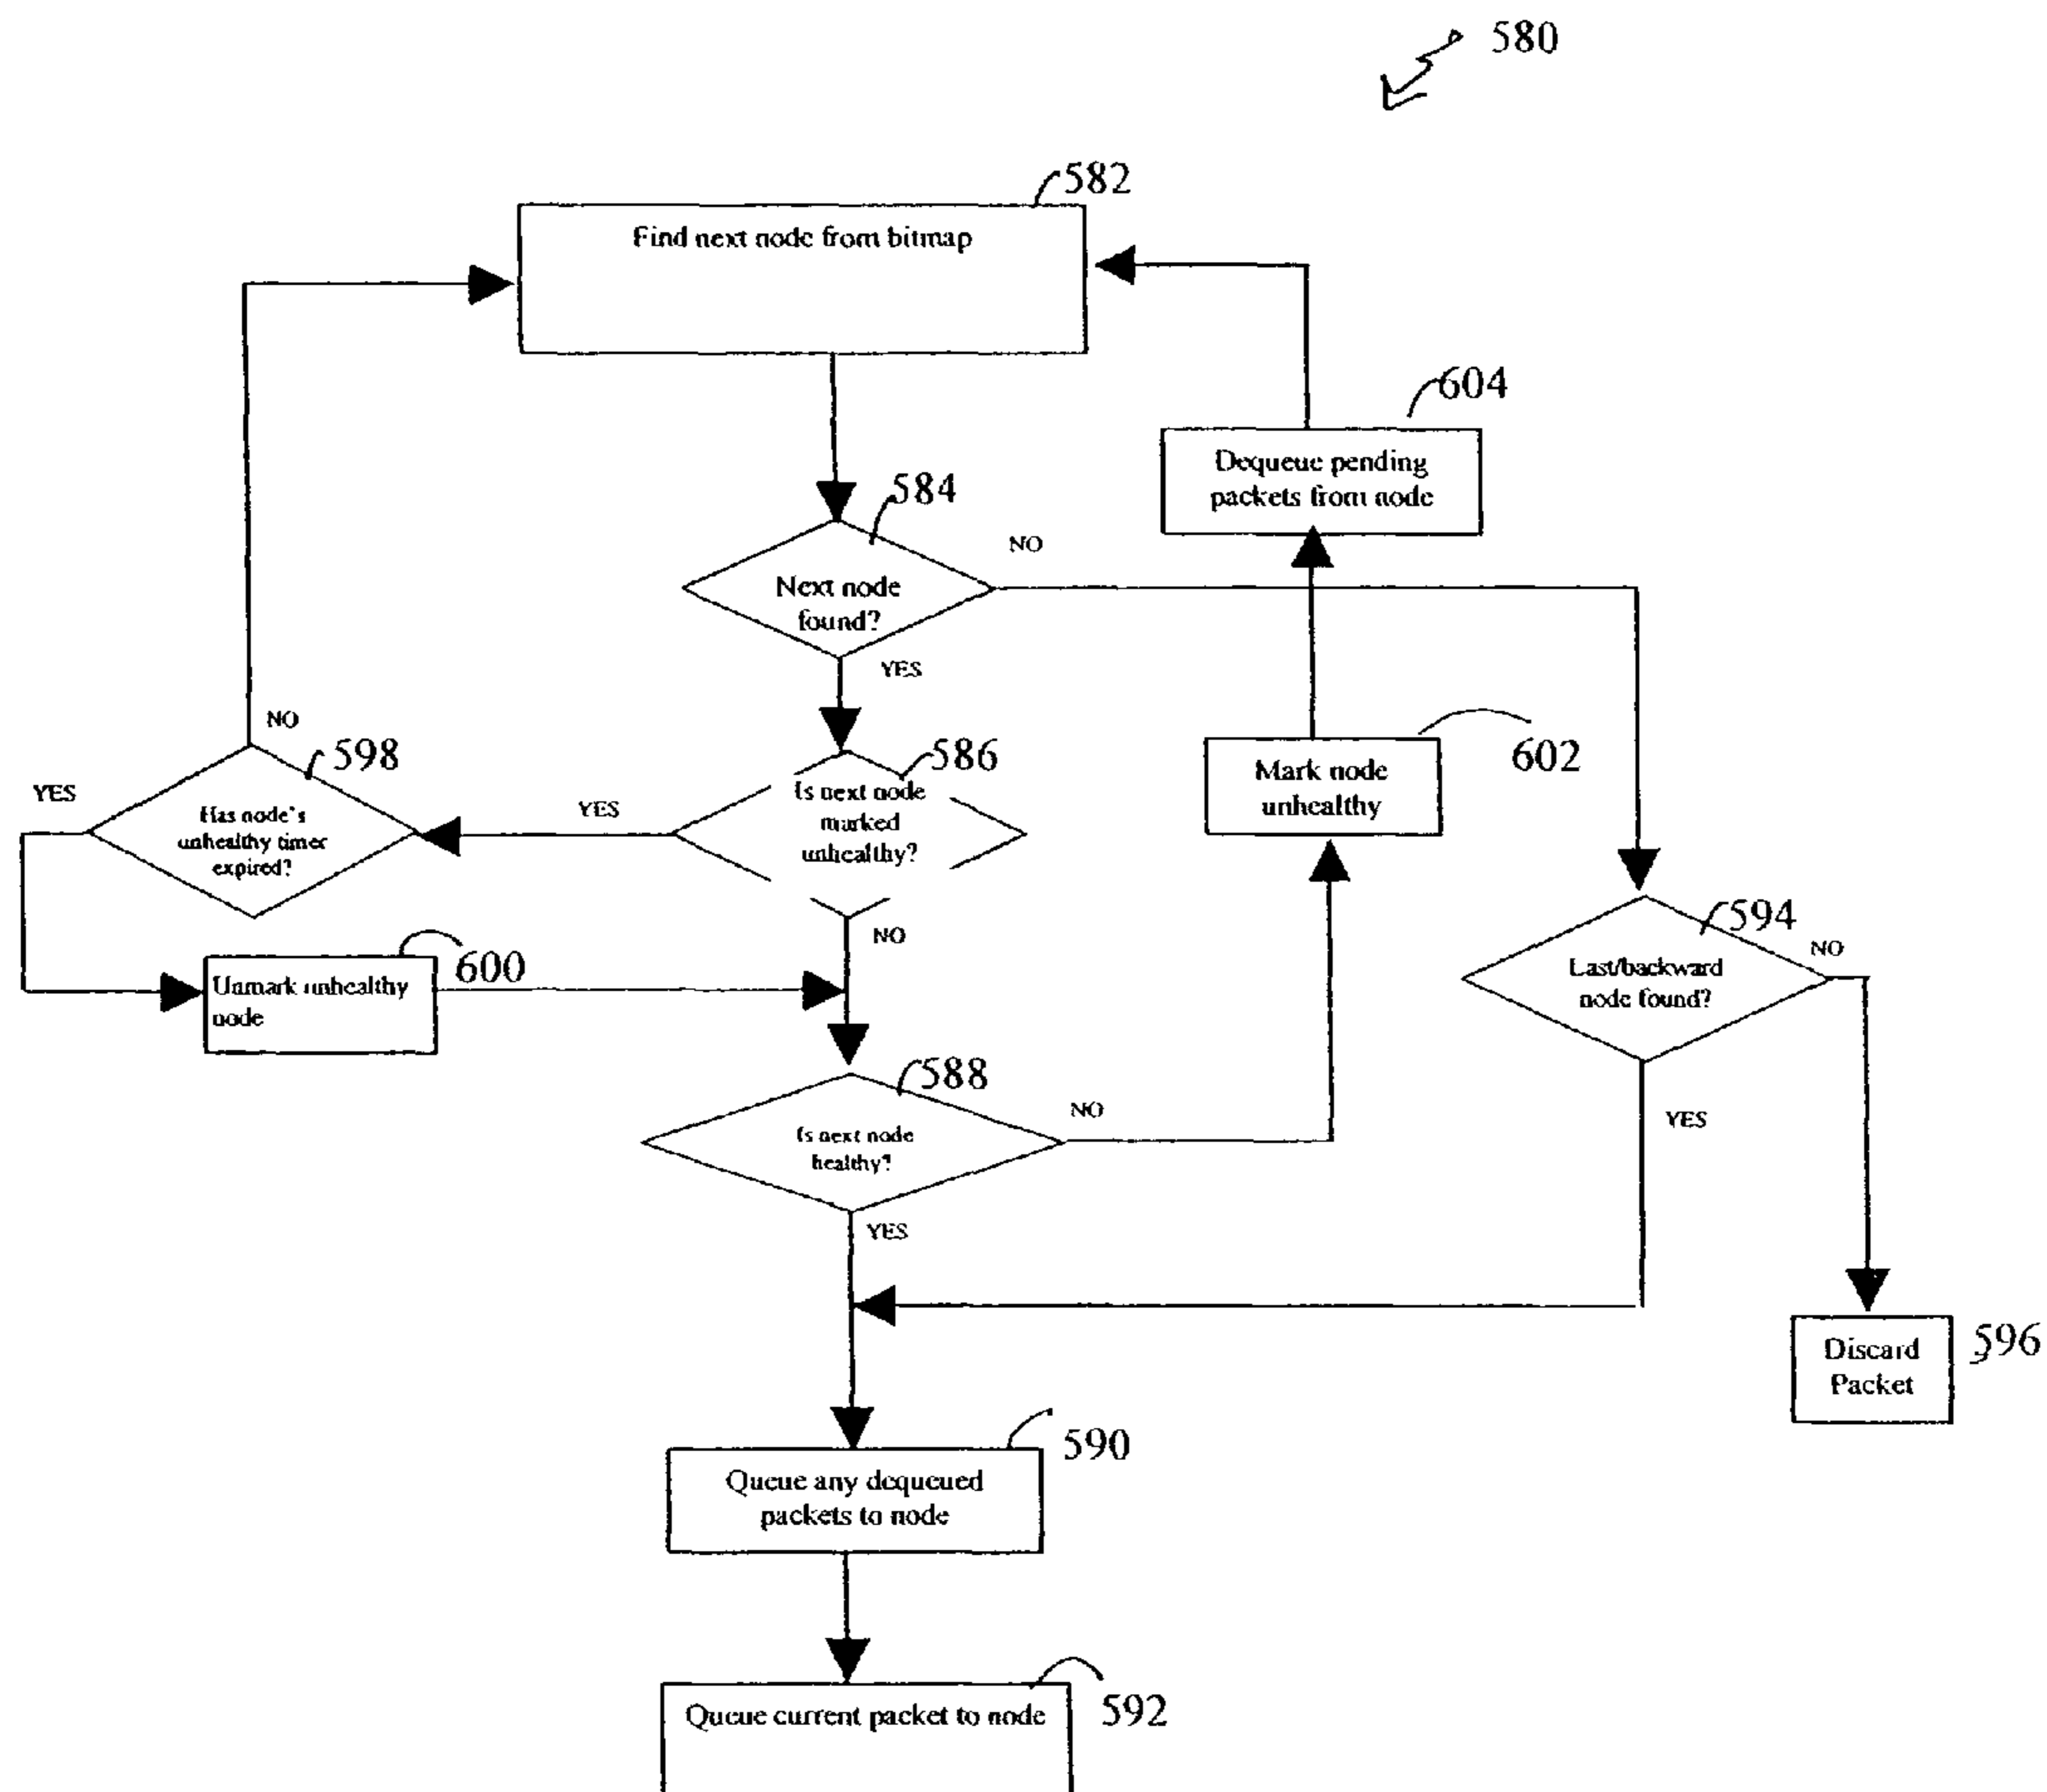 580
582
Find next node from bitmap
604
Dequeue pending
packets from node
584
NO
Next node
found?
YES
NO
598
586
602
YES
Has node's
unhealthy timer
expired?
YES
Is next node
marked
unhealthy?
Mark node
unhealthy
594
NO
Last/backward
node found?
NO
600
Unmark unhealthy
node
588
NO
YES
Is next node
healthy?
YES
596
Discard
Packet
590
Queue any dequeued
packets to node
592
Queue current packet to node